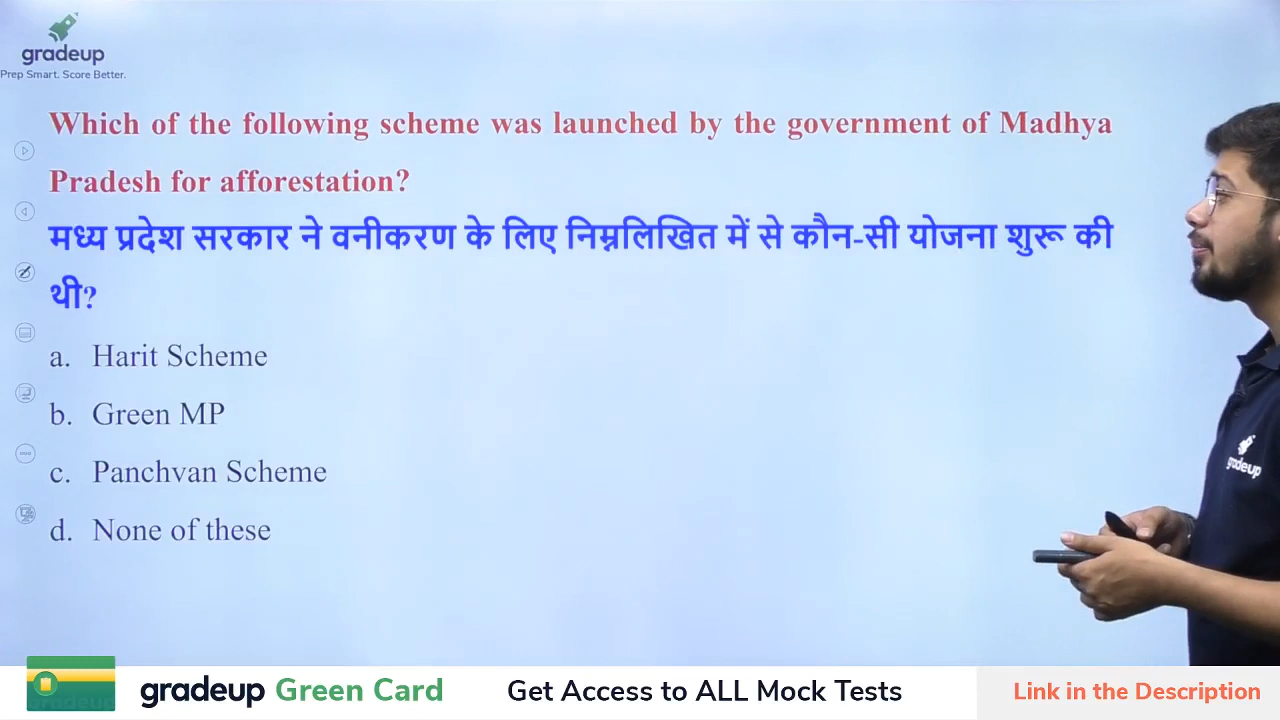 gradeup
Prep Smart. Score Better.
Which of the following scheme was launched by the government of Madhya
Pradesh for afforestation?
मध्य प्रदेश सरकार ने वनीकरण के लिए निम्नलिखित में से कौन-सी योजना शुरू की
थी?
a. Harit Scheme
b. Green MP
c. Panchvan Scheme
d. None of these
gradeup
gradeup Green Card
Get Access to ALL Mock Tests
Link in the Description